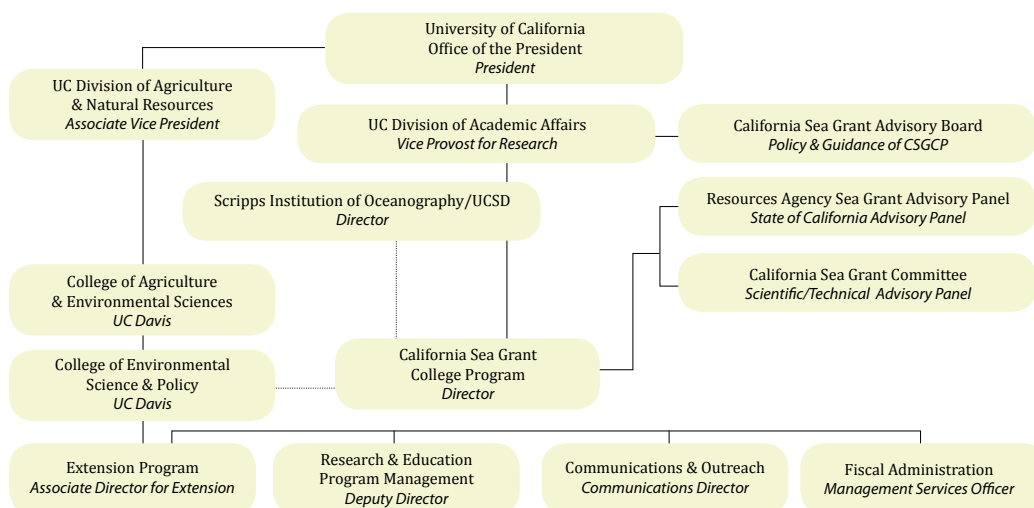 University of California
Office of the President
President
UC Division of Agriculture
& Natural Resources
Associate Vice President
UC Division of Academic Affairs
Vice Provost for Research
California Sea Grant Advisory Board
Policy & Guidance of CSGCP
Scripps Institution of Oceanography/UCSD
Director
Resources Agency Sea Grant Advisory Panel
State of California Advisory Panel
College of Agriculture
& Environmental Sciences
UC Davis
California Sea Grant Committee
Scientific/Technical Advisory Panel
College of Environmental
Science & Policy
UC Davis
California Sea Grant
College Program
Director
Extension Program
Associate Director for Extension
Research & Education
Program Management
Deputy Director
Communications & Outreach
Communications Director
Fiscal Administration
Management Services Officer